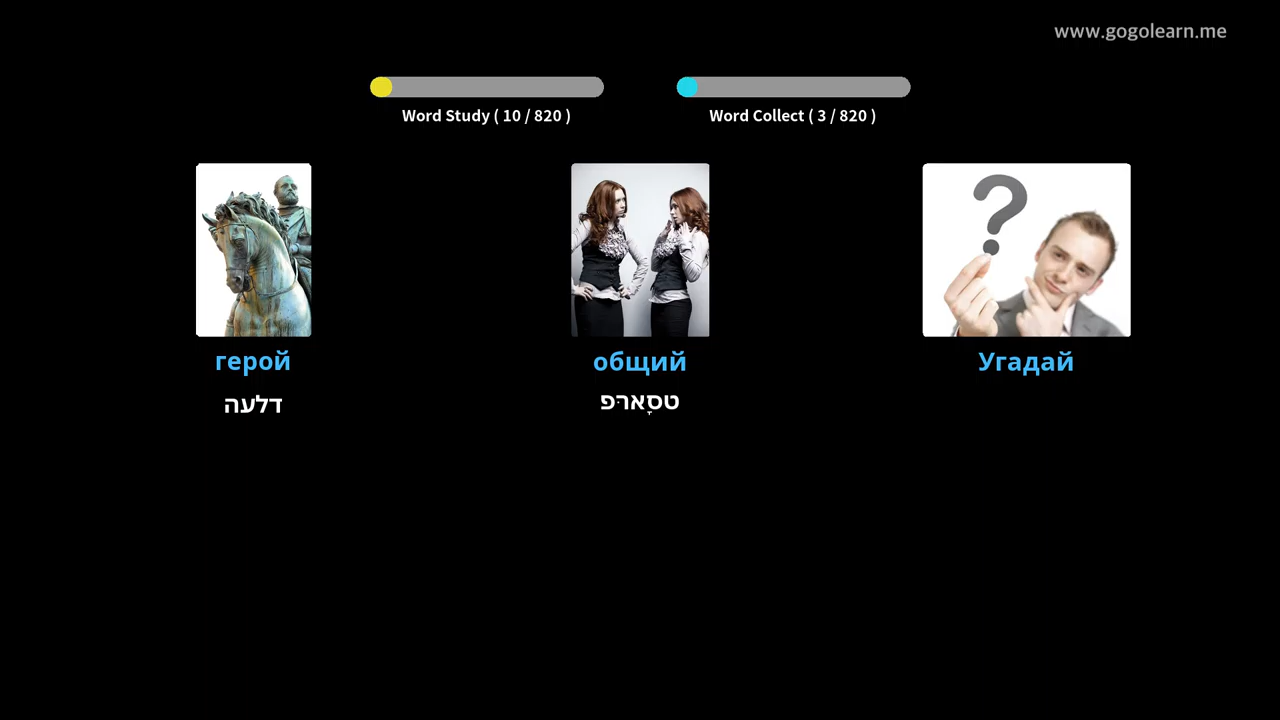 www.gogolearn.me
Word Study ( 10 / 820 )
Word Collect ( 3 / 820 )
герой
общий
Угадай
דלעה
טסָארּפ